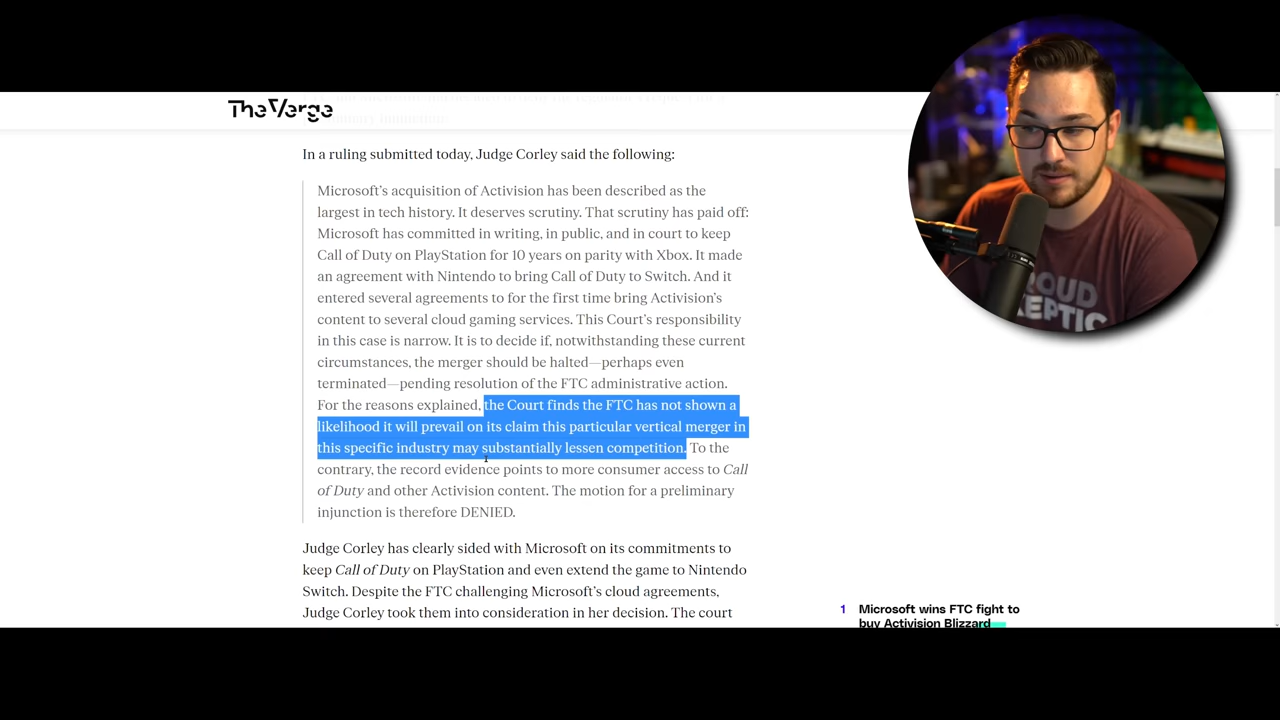 The Verge
In a ruling submitted today, Judge Corley said the following:
Microsoft's acquisition of Activision has been described as the
largest in tech history. It deserves scrutiny. That scrutiny has paid off:
Microsoft has committed in writing, in public, and in court to keep
Call of Duty on PlayStation for 10 years on parity with Xbox. It made
an agreement with Nintendo to bring Call of Duty to Switch. And it
entered several agreements to for the first time bring Activision's
content to several cloud gaming services. This Court's responsibility
in this case is narrow. It is to decide if, notwithstanding these current
circumstances, the merger should be halted—perhaps even
terminated—pending resolution of the FTC administrative action.
For the reasons explained, the Court finds the FTC has not shown a
likelihood it will prevail on its claim this particular vertical merger in
this specific industry may substantially lessen competition. To the
contrary, the record evidence points to more consumer access to Call
of Duty and other Activision content. The motion for a preliminary
injunction is therefore DENIED.
Judge Corley has clearly sided with Microsoft on its commitments to
keep Call of Duty on PlayStation and even extend the game to Nintendo
Switch. Despite the FTC challenging Microsoft's cloud agreements,
Judge Corley took them into consideration in her decision. The court
1 Microsoft wins FTC fight to
buy Activision Blizzard